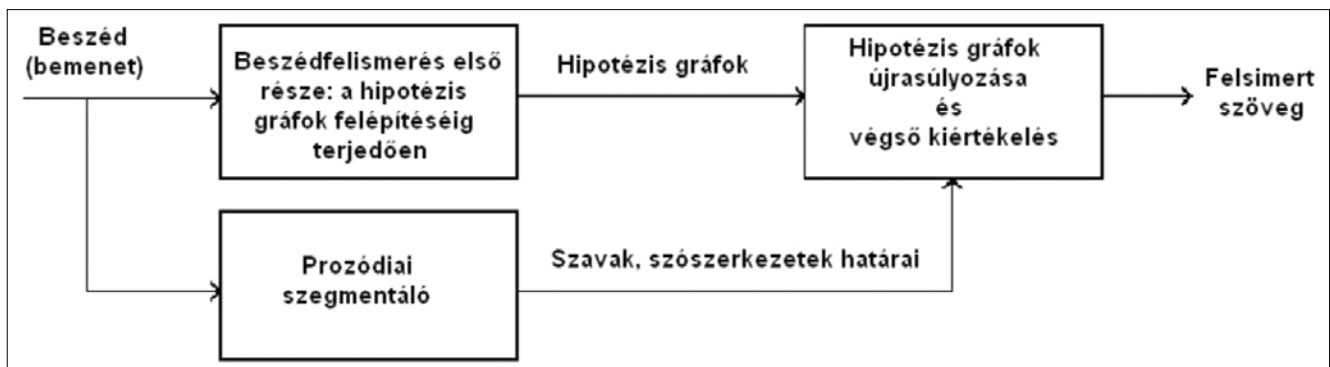 Beszéd
(bemenet)
Beszédfelismerés első
része: a hipotézis
gráfok felépítéséig
terjedően
Hipotézis gráfok
Hipotézis gráfok
újrasúlyozása
és
végső kiértékelés
Felsimert
szöveg
Prozódiai
szegmentáló
Szavak, szószerkezetek határai